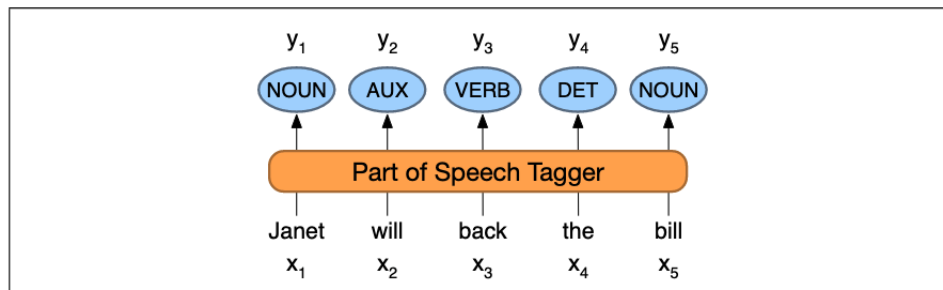 y1 y2 y3 y4 y5
NOUN AUX VERB DET NOUN
Part of Speech Tagger
Janet will back the bill
x1 x2 x3 x4 x5